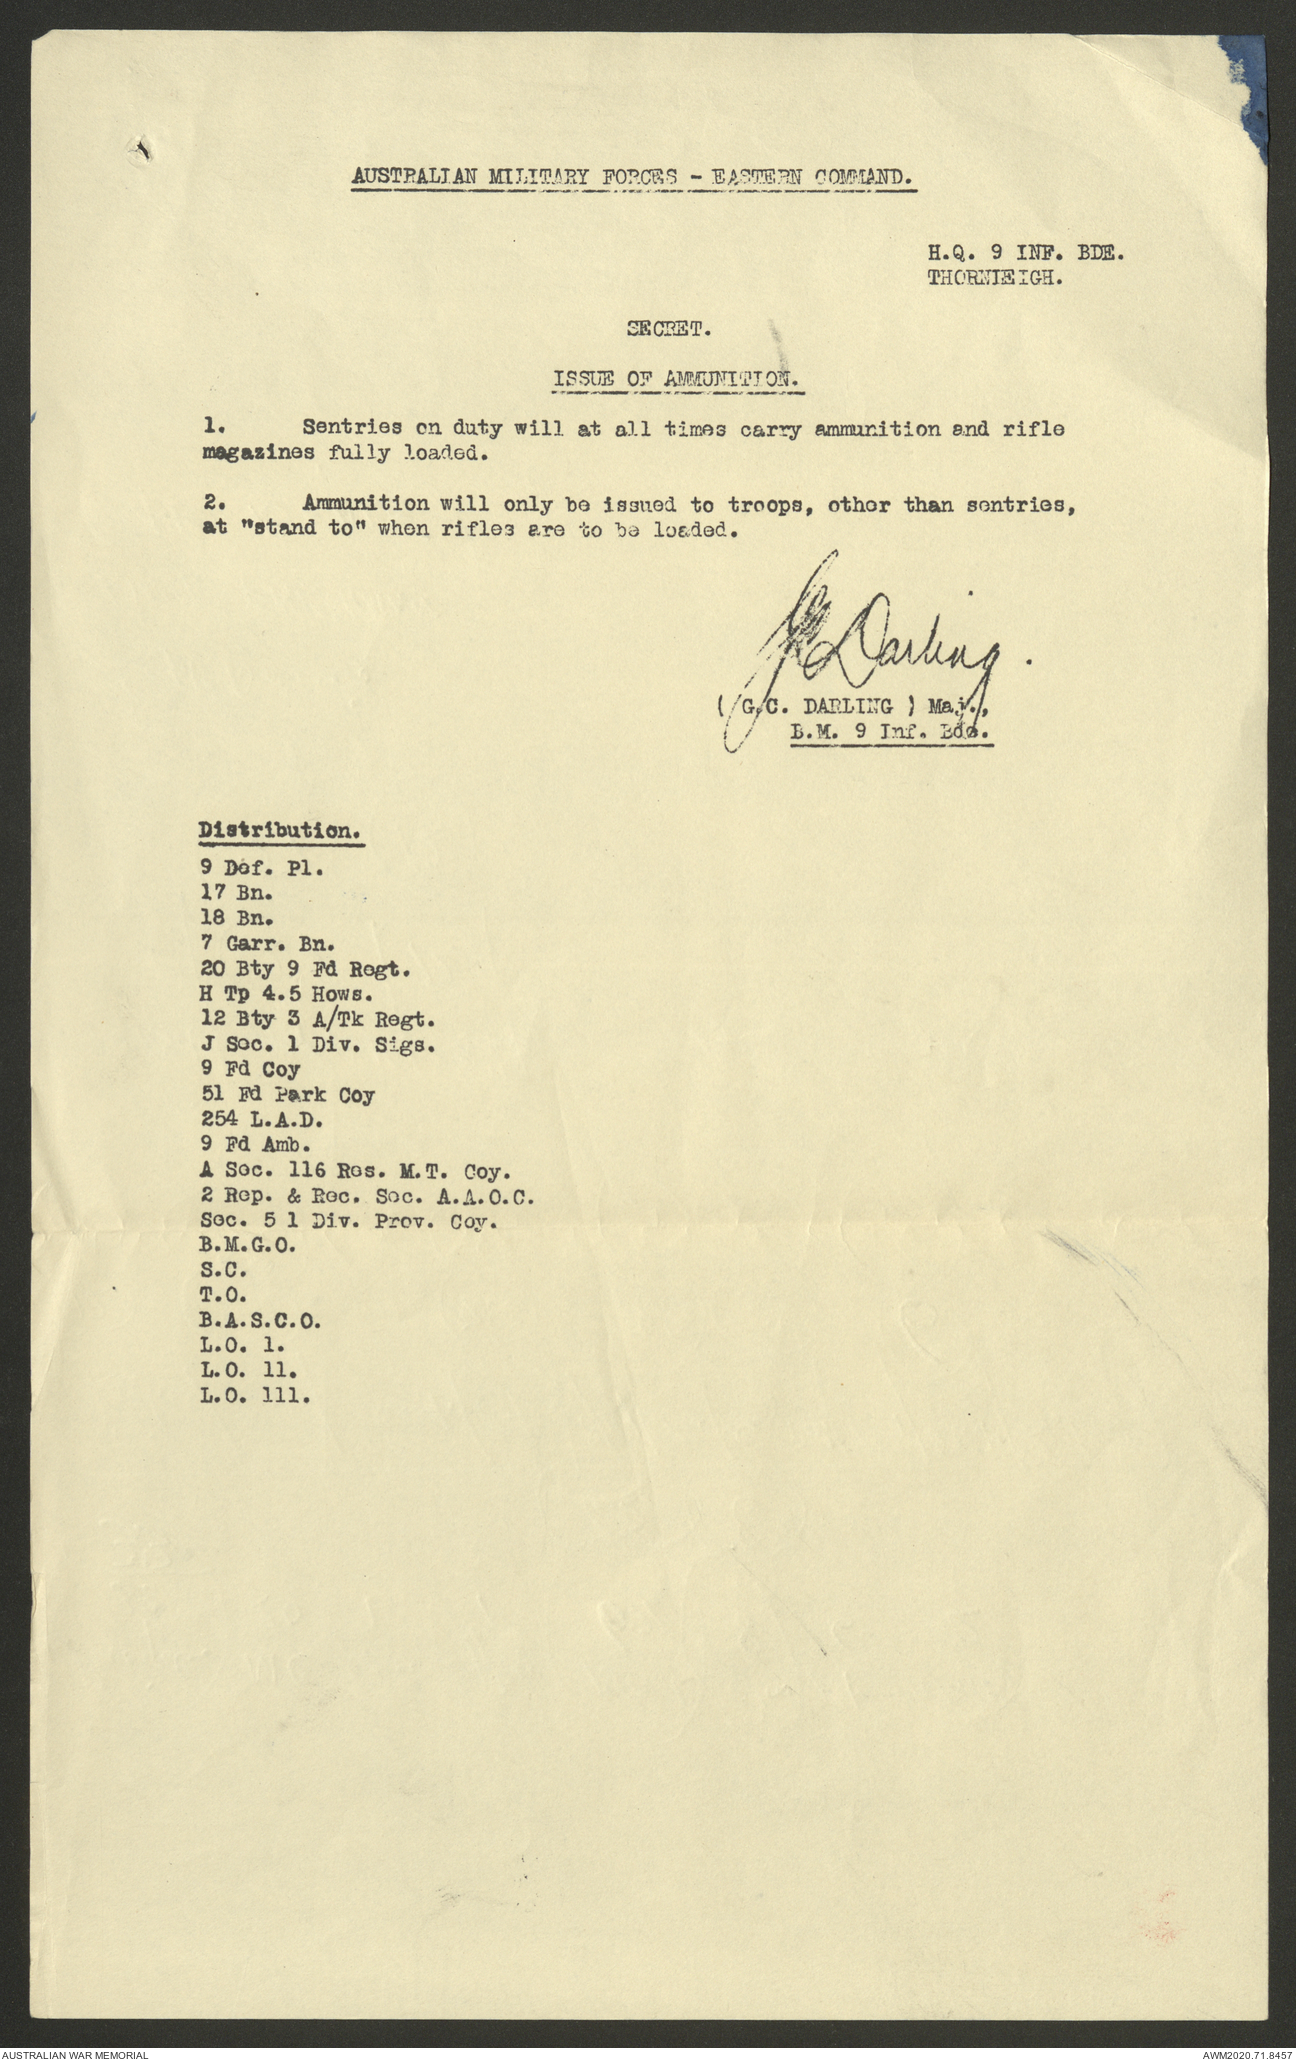 AUSTRALIAN MILITARY FORCES - EASTERN COMMAND.
H.Q. 9 INF. BDE.
THORNLEIGH.
SECRET.
ISSUE OF AMMUNITION.
1. Sentries on duty will at all times carry ammunition and rifle
magazines fully loaded.
2. Ammunition will only be issued to troops, other than sentries,
at "stand to" when rifles are to be loaded.
GC Darling.
( G.C. DARLING ) Maj.,
B.M. 9 Inf. Bde.
Distribution.
9 Def. Pl.
17 Bn.
18 Bn.
7 Garr. Bn.
20 Bty 9 Fd Regt.
H Tp 4.5 Hows.
12 Bty 3 A/Tk Regt.
J Sec. 1 Div. Sigs.
9 Fd Coy
51 Fd Park Coy
254 L.A.D.
9 Fd Amb.
A Sec. 116 Res. M.T. Coy.
2 Rep. & Rec. Sec. A.A.O.C.
Sec. 5 1 Div. Prov. Coy.
B.M.G.O.
S.C.
T.O.
B.A.S.C.O.
L.O. 1.
L.O. 11.
L.O. 111.
AUSTRALIAN WAR MEMORIAL
AWM2020.71.8457